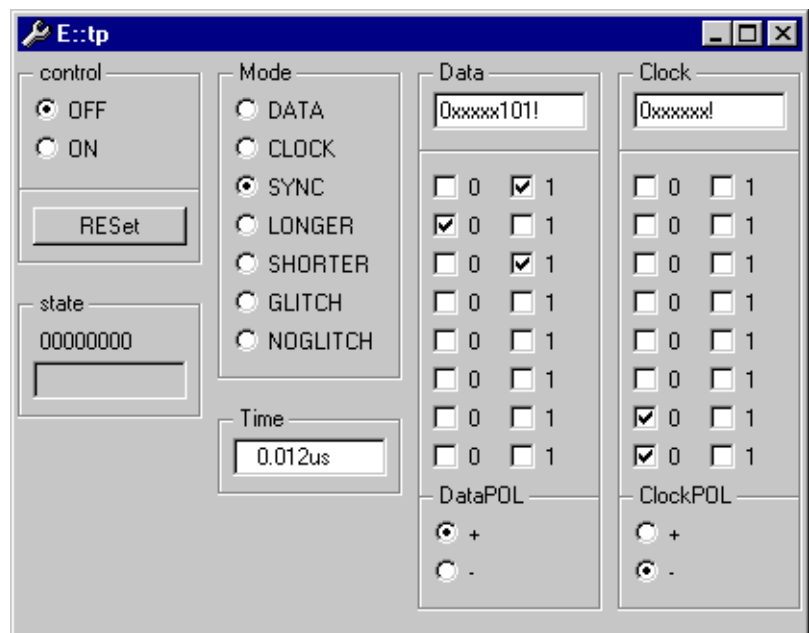 E::tp
control
OFF
ON
RESet
state
00000000
Mode
DATA
CLOCK
SYNC
LONGER
SHORTER
GLITCH
NOGLITCH
Time
0.012us
Data
0xxxxx101!
0 1
0 1
0 1
0 1
0 1
0 1
0 1
0 1
DataPOL
+
-
Clock
0xxxxxx!
0 1
0 1
0 1
0 1
0 1
0 1
0 1
0 1
ClockPOL
+
-